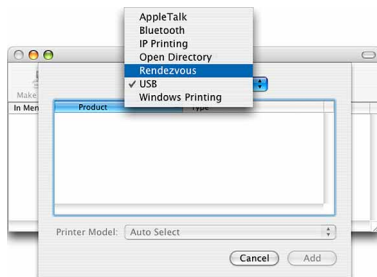 AppleTalk
Bluetooth
IP Printing
Open Directory
Rendezvous
✓ USB
Windows Printing
Make
In Men
Product Type
Printer Model: Auto Select
Cancel Add